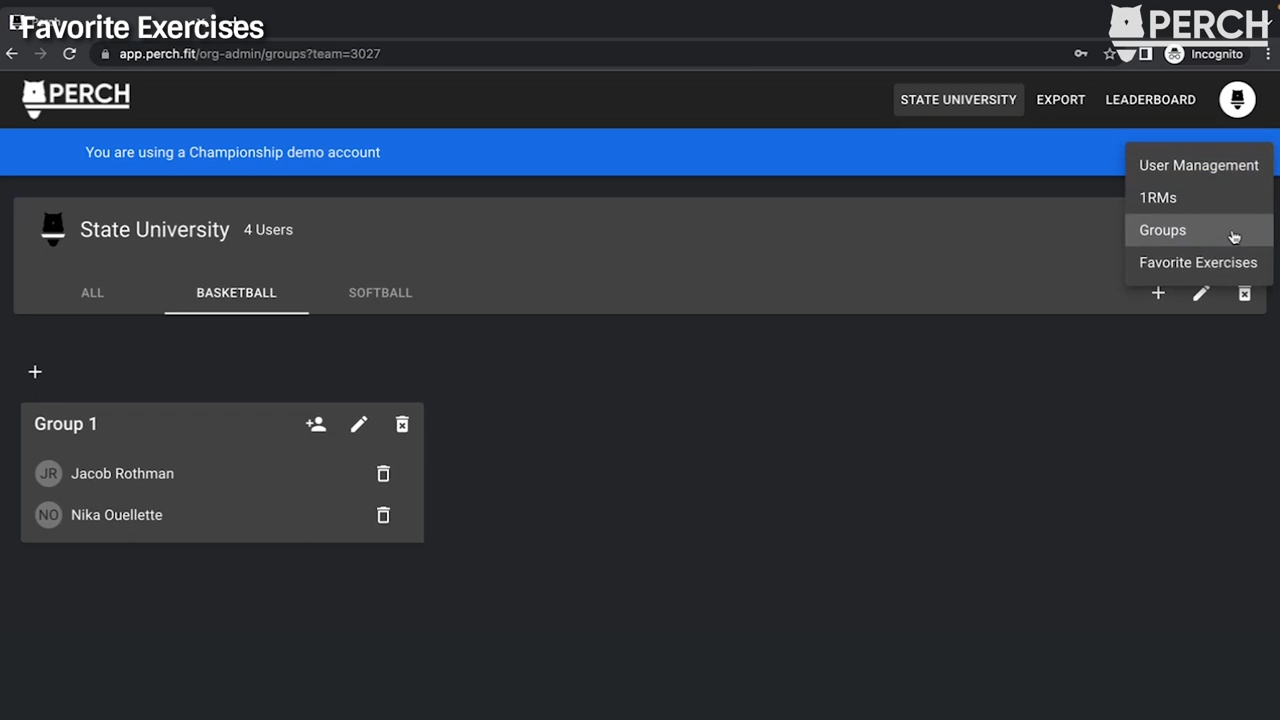 Favorite Exercises
PERCH
app.perch.fit/org-admin/groups?team=3027
Incognito
PERCH
STATE UNIVERSITY
EXPORT
LEADERBOARD
You are using a Championship demo account
User Management
1RMs
Groups
Favorite Exercises
State University
4 Users
ALL
BASKETBALL
SOFTBALL
Group 1
JR
Jacob Rothman
NO
Nika Ouellette